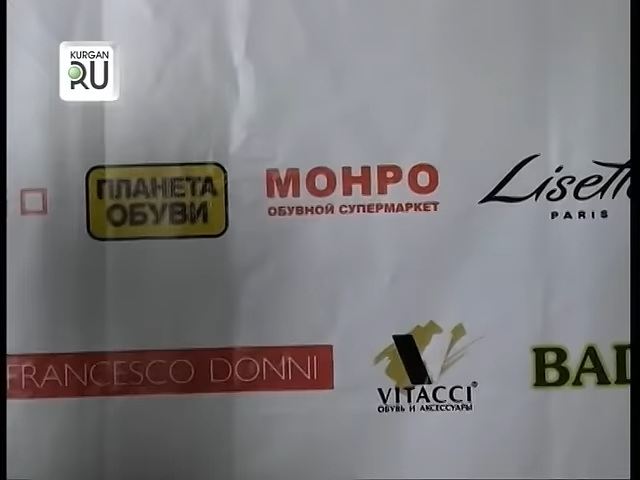 KURGAN
RU
ПЛАНЕТА
ОБУВИ
МОНРО
ОБУВНОЙ СУПЕРМАРКЕТ
PARIS
FRANCESCO DONNI
VITACCI®
ОБУВЬ И АКСЕССУАРЫ